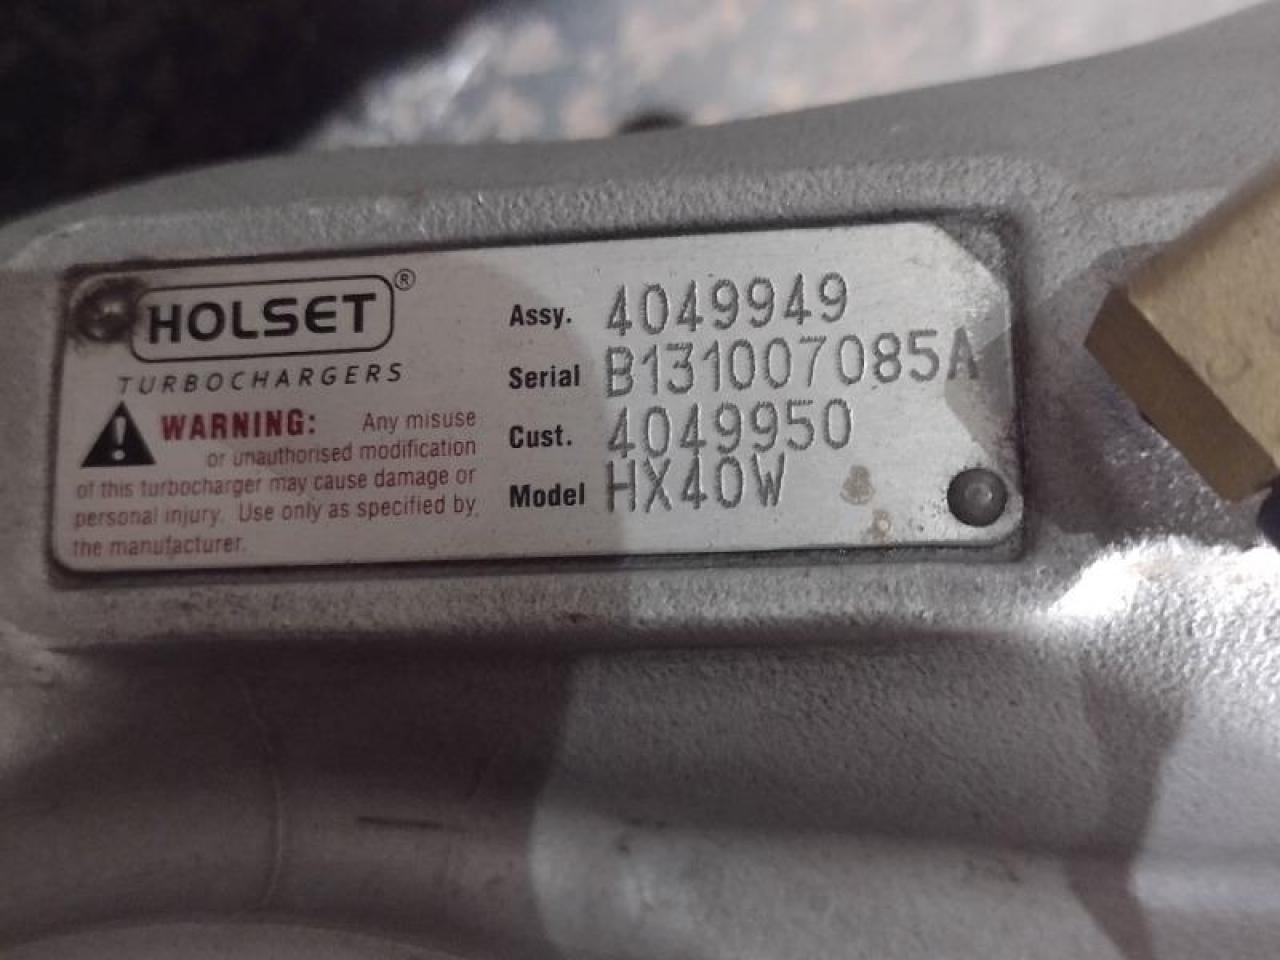 HOLSET®
TURBOCHARGERS
WARNING: Any misuse
or unauthorised modification
of this turbocharger may cause damage or
personal injury. Use only as specified by
the manufacturer.
Assy. 4049949
Serial B131007085A
Cust. 4049950
Model HX40W